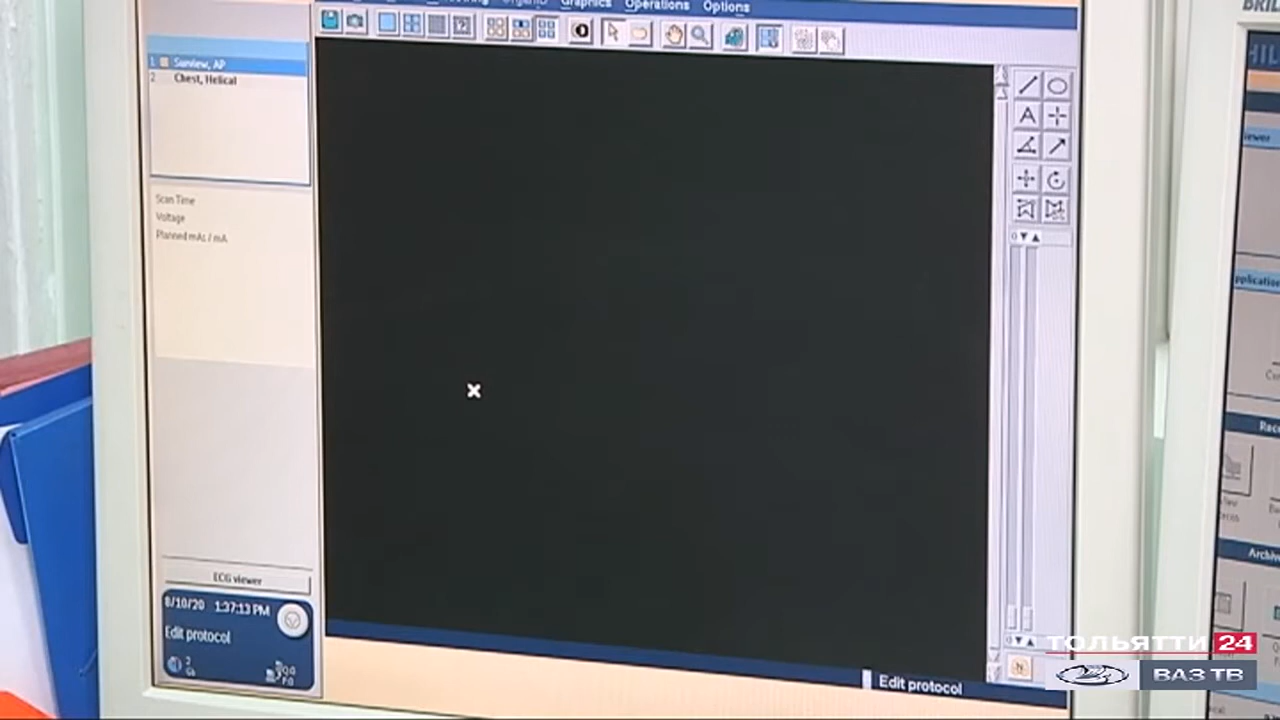 Graphics Operations Options
1 Surview, AP
2 Chest, Helical
Scan Time
Voltage
Planned mAs / mA
ECG viewer
8/10/20 1:37:13 PM
Edit protocol
Edit protocol
A
N
ТОЛЬЯТТИ 24
ВАЗ ТВ